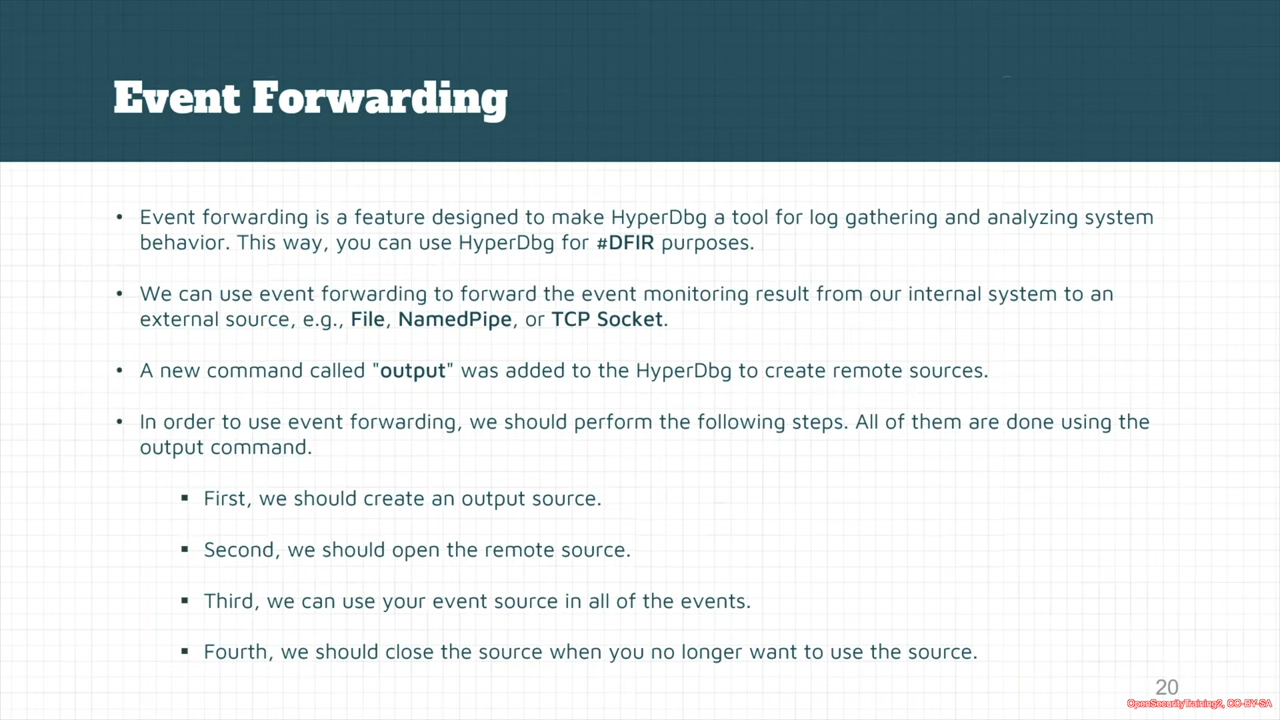 Event Forwarding
• Event forwarding is a feature designed to make HyperDbg a tool for log gathering and analyzing system
behavior. This way, you can use HyperDbg for #DFIR purposes.
• We can use event forwarding to forward the event monitoring result from our internal system to an
external source, e.g., File, NamedPipe, or TCP Socket.
• A new command called "output" was added to the HyperDbg to create remote sources.
• In order to use event forwarding, we should perform the following steps. All of them are done using the
output command.
▪ First, we should create an output source.
▪ Second, we should open the remote source.
▪ Third, we can use your event source in all of the events.
▪ Fourth, we should close the source when you no longer want to use the source.
20
OpenSecurityTraining2, CC-BY-SA